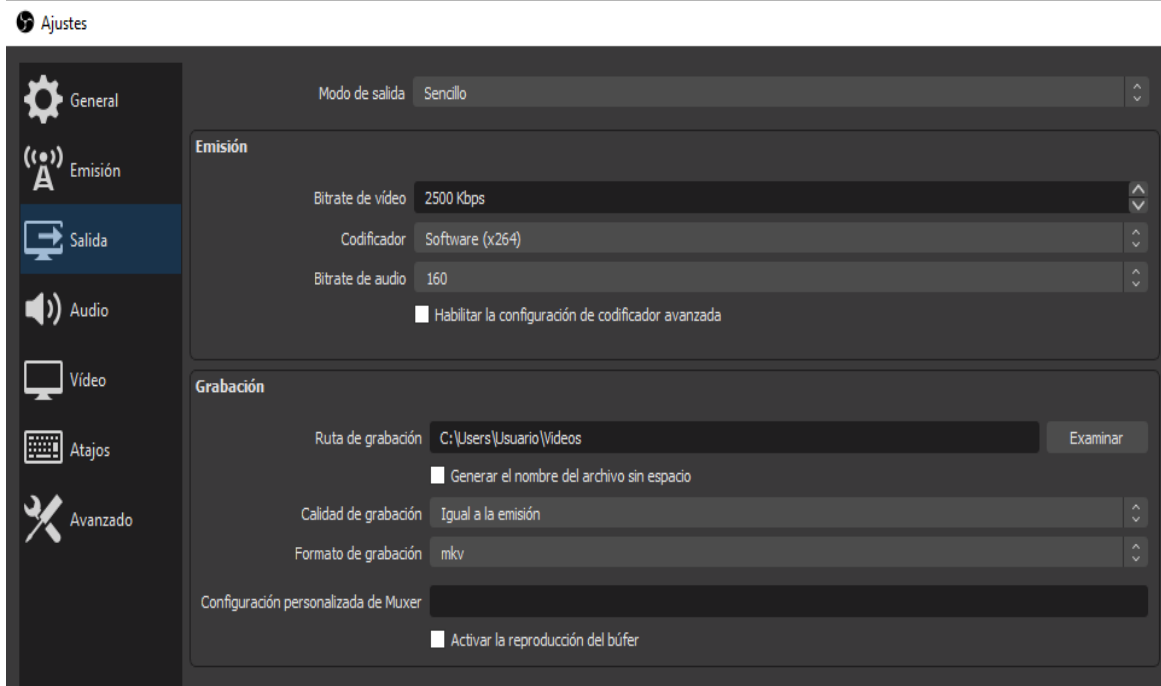 Ajustes
General
Emisión
Salida
Audio
Vídeo
Atajos
Avanzado
Modo de salida Sencillo
Emisión
Bitrate de vídeo 2500 Kbps
Codificador Software (x264)
Bitrate de audio 160
Habilitar la configuración de codificador avanzada
Grabación
Ruta de grabación C:\Users\Usuario\Videos Examinar
Generar el nombre del archivo sin espacio
Calidad de grabación Igual a la emisión
Formato de grabación mkv
Configuración personalizada de Muxer
Activar la reproducción del búfer